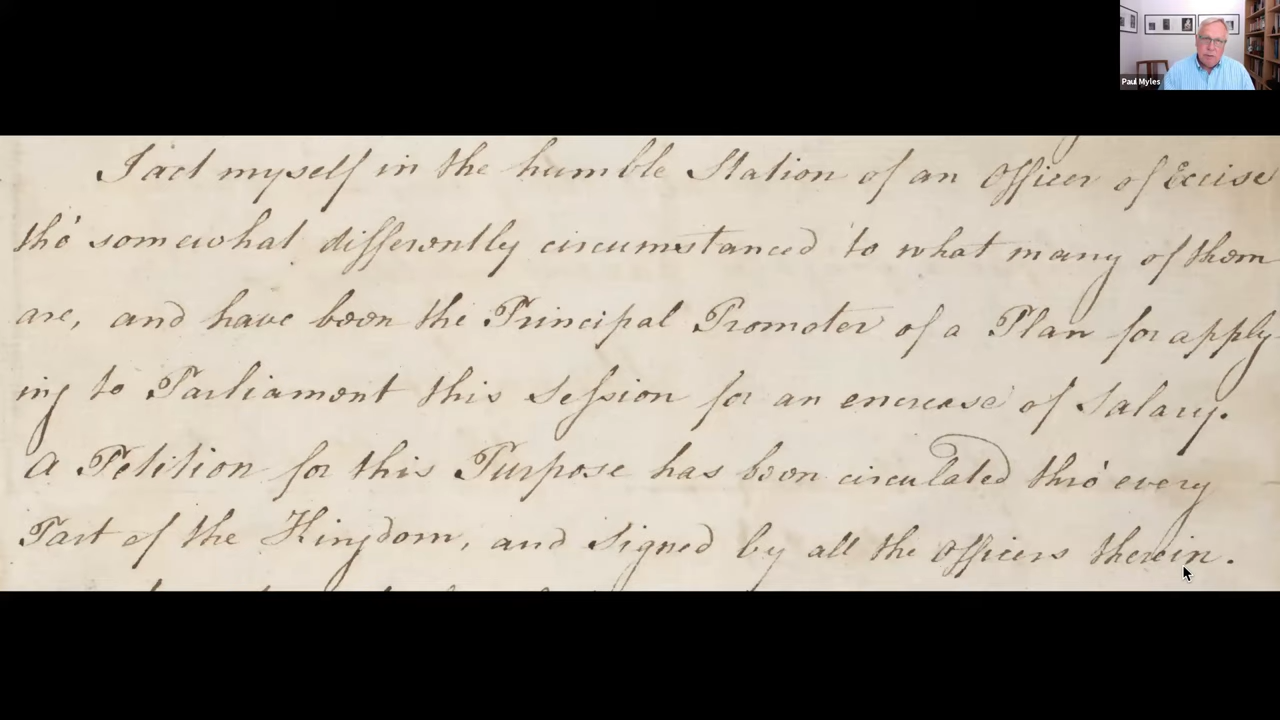 Paul Myles
I act myself in the humble Station of an Officer of Excise
tho' somewhat differently circumstanced to what many of them
are, and have been the Principal Promoter of a Plan for apply-
ing to Parliament this Session for an encrease of Salary.
A Petition for this Purpose has been circulated thro' every
Part of the Kingdom, and signed by all the Officers therein.